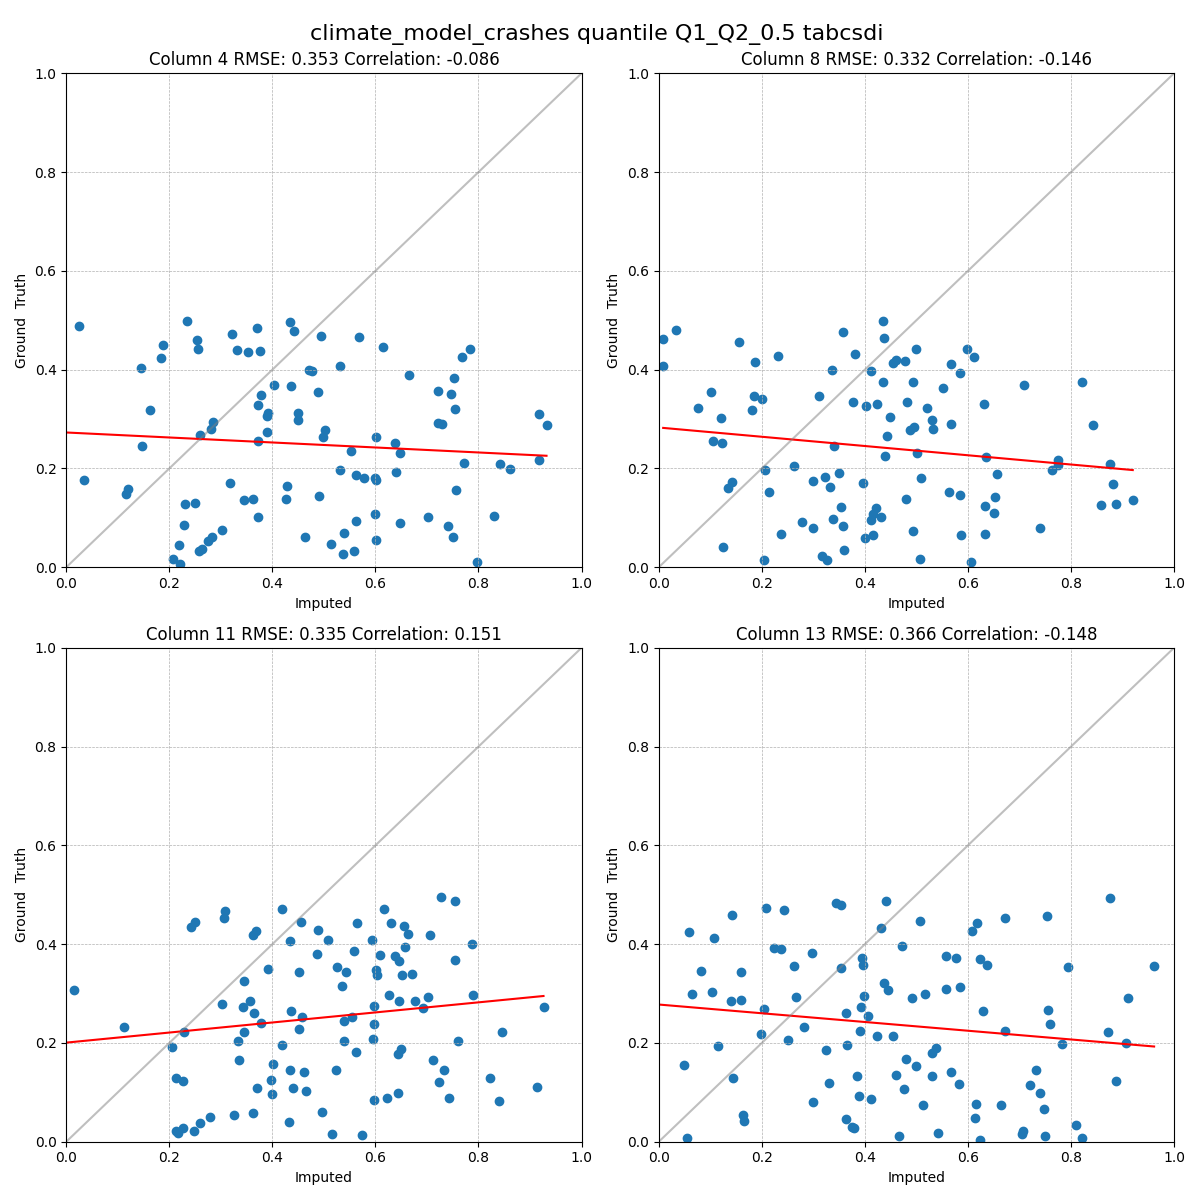 climate_model_crashes quantile Q1_Q2_0.5 tabcsdi
Column 4 RMSE: 0.353 Correlation: -0.086
1.0
0.8
0.6
0.4
0.2
0.0
Ground Truth
0.0 0.2 0.4 0.6 0.8 1.0
Imputed
Column 8 RMSE: 0.332 Correlation: -0.146
1.0
0.8
0.6
0.4
0.2
0.0
Ground Truth
0.0 0.2 0.4 0.6 0.8 1.0
Imputed
Column 11 RMSE: 0.335 Correlation: 0.151
1.0
0.8
0.6
0.4
0.2
0.0
Ground Truth
0.0 0.2 0.4 0.6 0.8 1.0
Imputed
Column 13 RMSE: 0.366 Correlation: -0.148
1.0
0.8
0.6
0.4
0.2
0.0
Ground Truth
0.0 0.2 0.4 0.6 0.8 1.0
Imputed